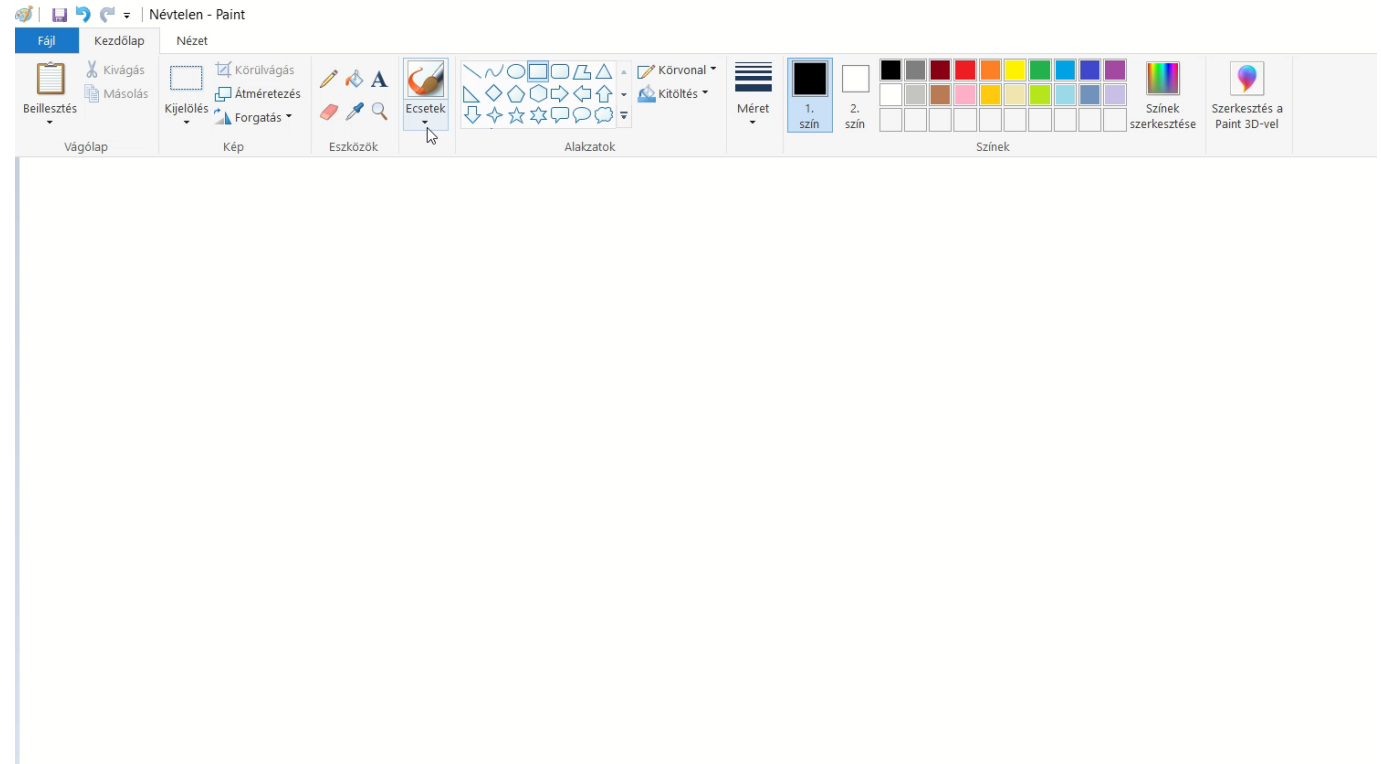 Névtelen - Paint
Fájl Kezdőlap Nézet
Beillesztés
Kivágás
Másolás
Vágólap
Kijelölés
Körülvágás
Átméretezés
Forgatás
Kép
A
Eszközök
Ecsetek
Alakzatok
Körvonal
Kitöltés
Méret
1.
szín
2.
szín
Színek
szerkesztése
Színek
Szerkesztés a
Paint 3D-vel